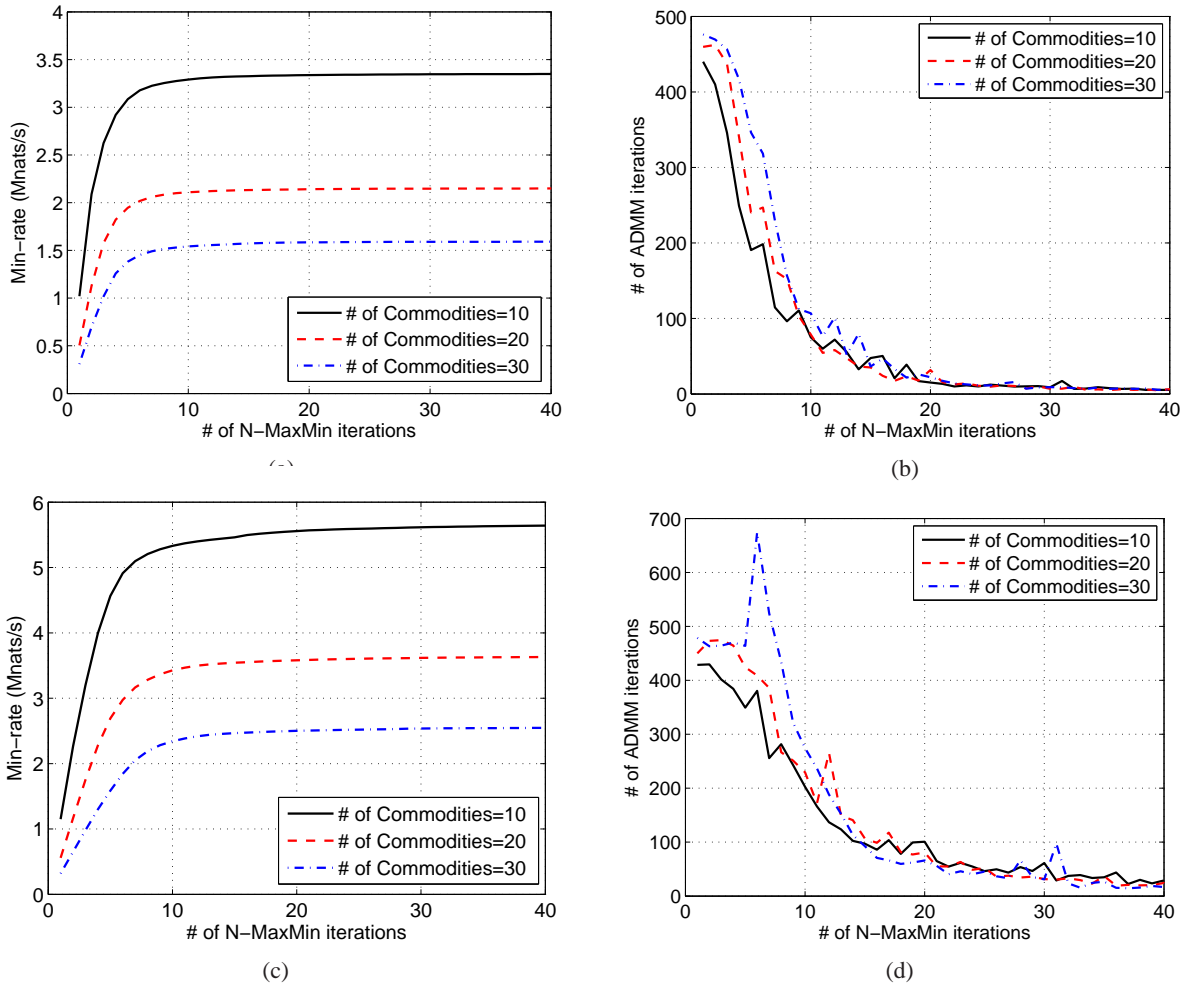 4
3.5
3
2.5
2
1.5
1
0.5
0
Min−rate (Mnats/s)
# of Commodities=10
# of Commodities=20
# of Commodities=30
0 10 20 30 40
# of N−MaxMin iterations
500
400
300
200
100
0
# of ADMM iterations
# of Commodities=10
# of Commodities=20
# of Commodities=30
0 10 20 30 40
# of N−MaxMin iterations
(b)
6
5
4
3
2
1
0
Min−rate (Mnats/s)
# of Commodities=10
# of Commodities=20
# of Commodities=30
0 10 20 30 40
# of N−MaxMin iterations
(c)
700
600
500
400
300
200
100
0
# of ADMM iterations
# of Commodities=10
# of Commodities=20
# of Commodities=30
0 10 20 30 40
# of N−MaxMin iterations
(d)